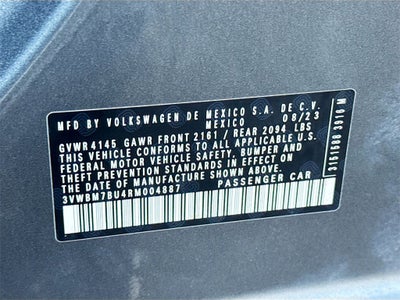 MFD BY VOLKSWAGEN DE MEXICO S.A. DE C.V.
MEXICO 08/23
GVWR 4145 GAWR FRONT 2161 / REAR 2094 LBS
THIS VEHICLE CONFORMS TO ALL APPLICABLE U.S.
FEDERAL MOTOR VEHICLE SAFETY, BUMPER AND
THEFT PREVENTION STANDARDS IN EFFECT ON THE
DATE OF MANUFACTURE SHOWN ABOVE.
3VWBM7BU4RM004887 PASSENGER CAR